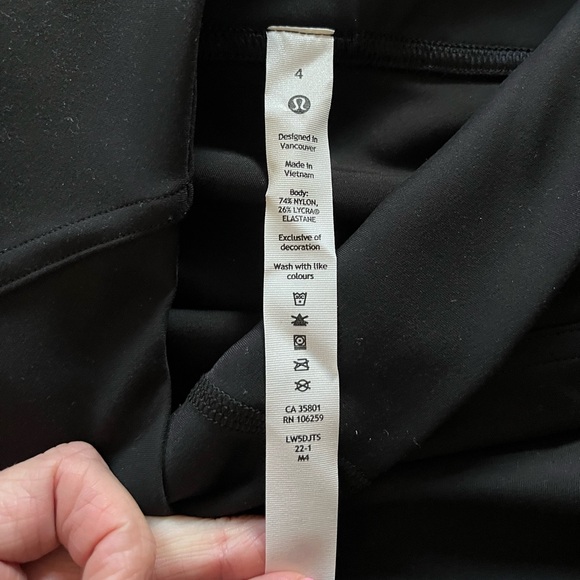 4
Designed in
Vancouver
Made in
Vietnam
Body:
74% NYLON,
26% LYCRA®
ELASTANE
Exclusive of
decoration
Wash with like
colours
CA 35801
RN 106259
LW5DJTS
22-1
M4